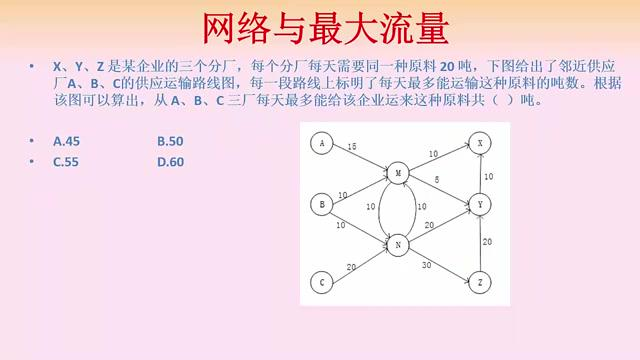 网络与最大流量
• X、Y、Z 是某企业的三个分厂，每个分厂每天需要同一种原料 20 吨，下图给出了邻近供应
厂A、B、C的供应运输路线图，每一段路线上标明了每天最多能运输这种原料的吨数。根据
该图可以算出，从 A、B、C 三厂每天最多能给该企业运来这种原料共（ ）吨。
• A.45 B.50
• C.55 D.60
A 15 10 X
M
10 5 10
B 10 10 Y
10 20
N 20
20 30
C Z